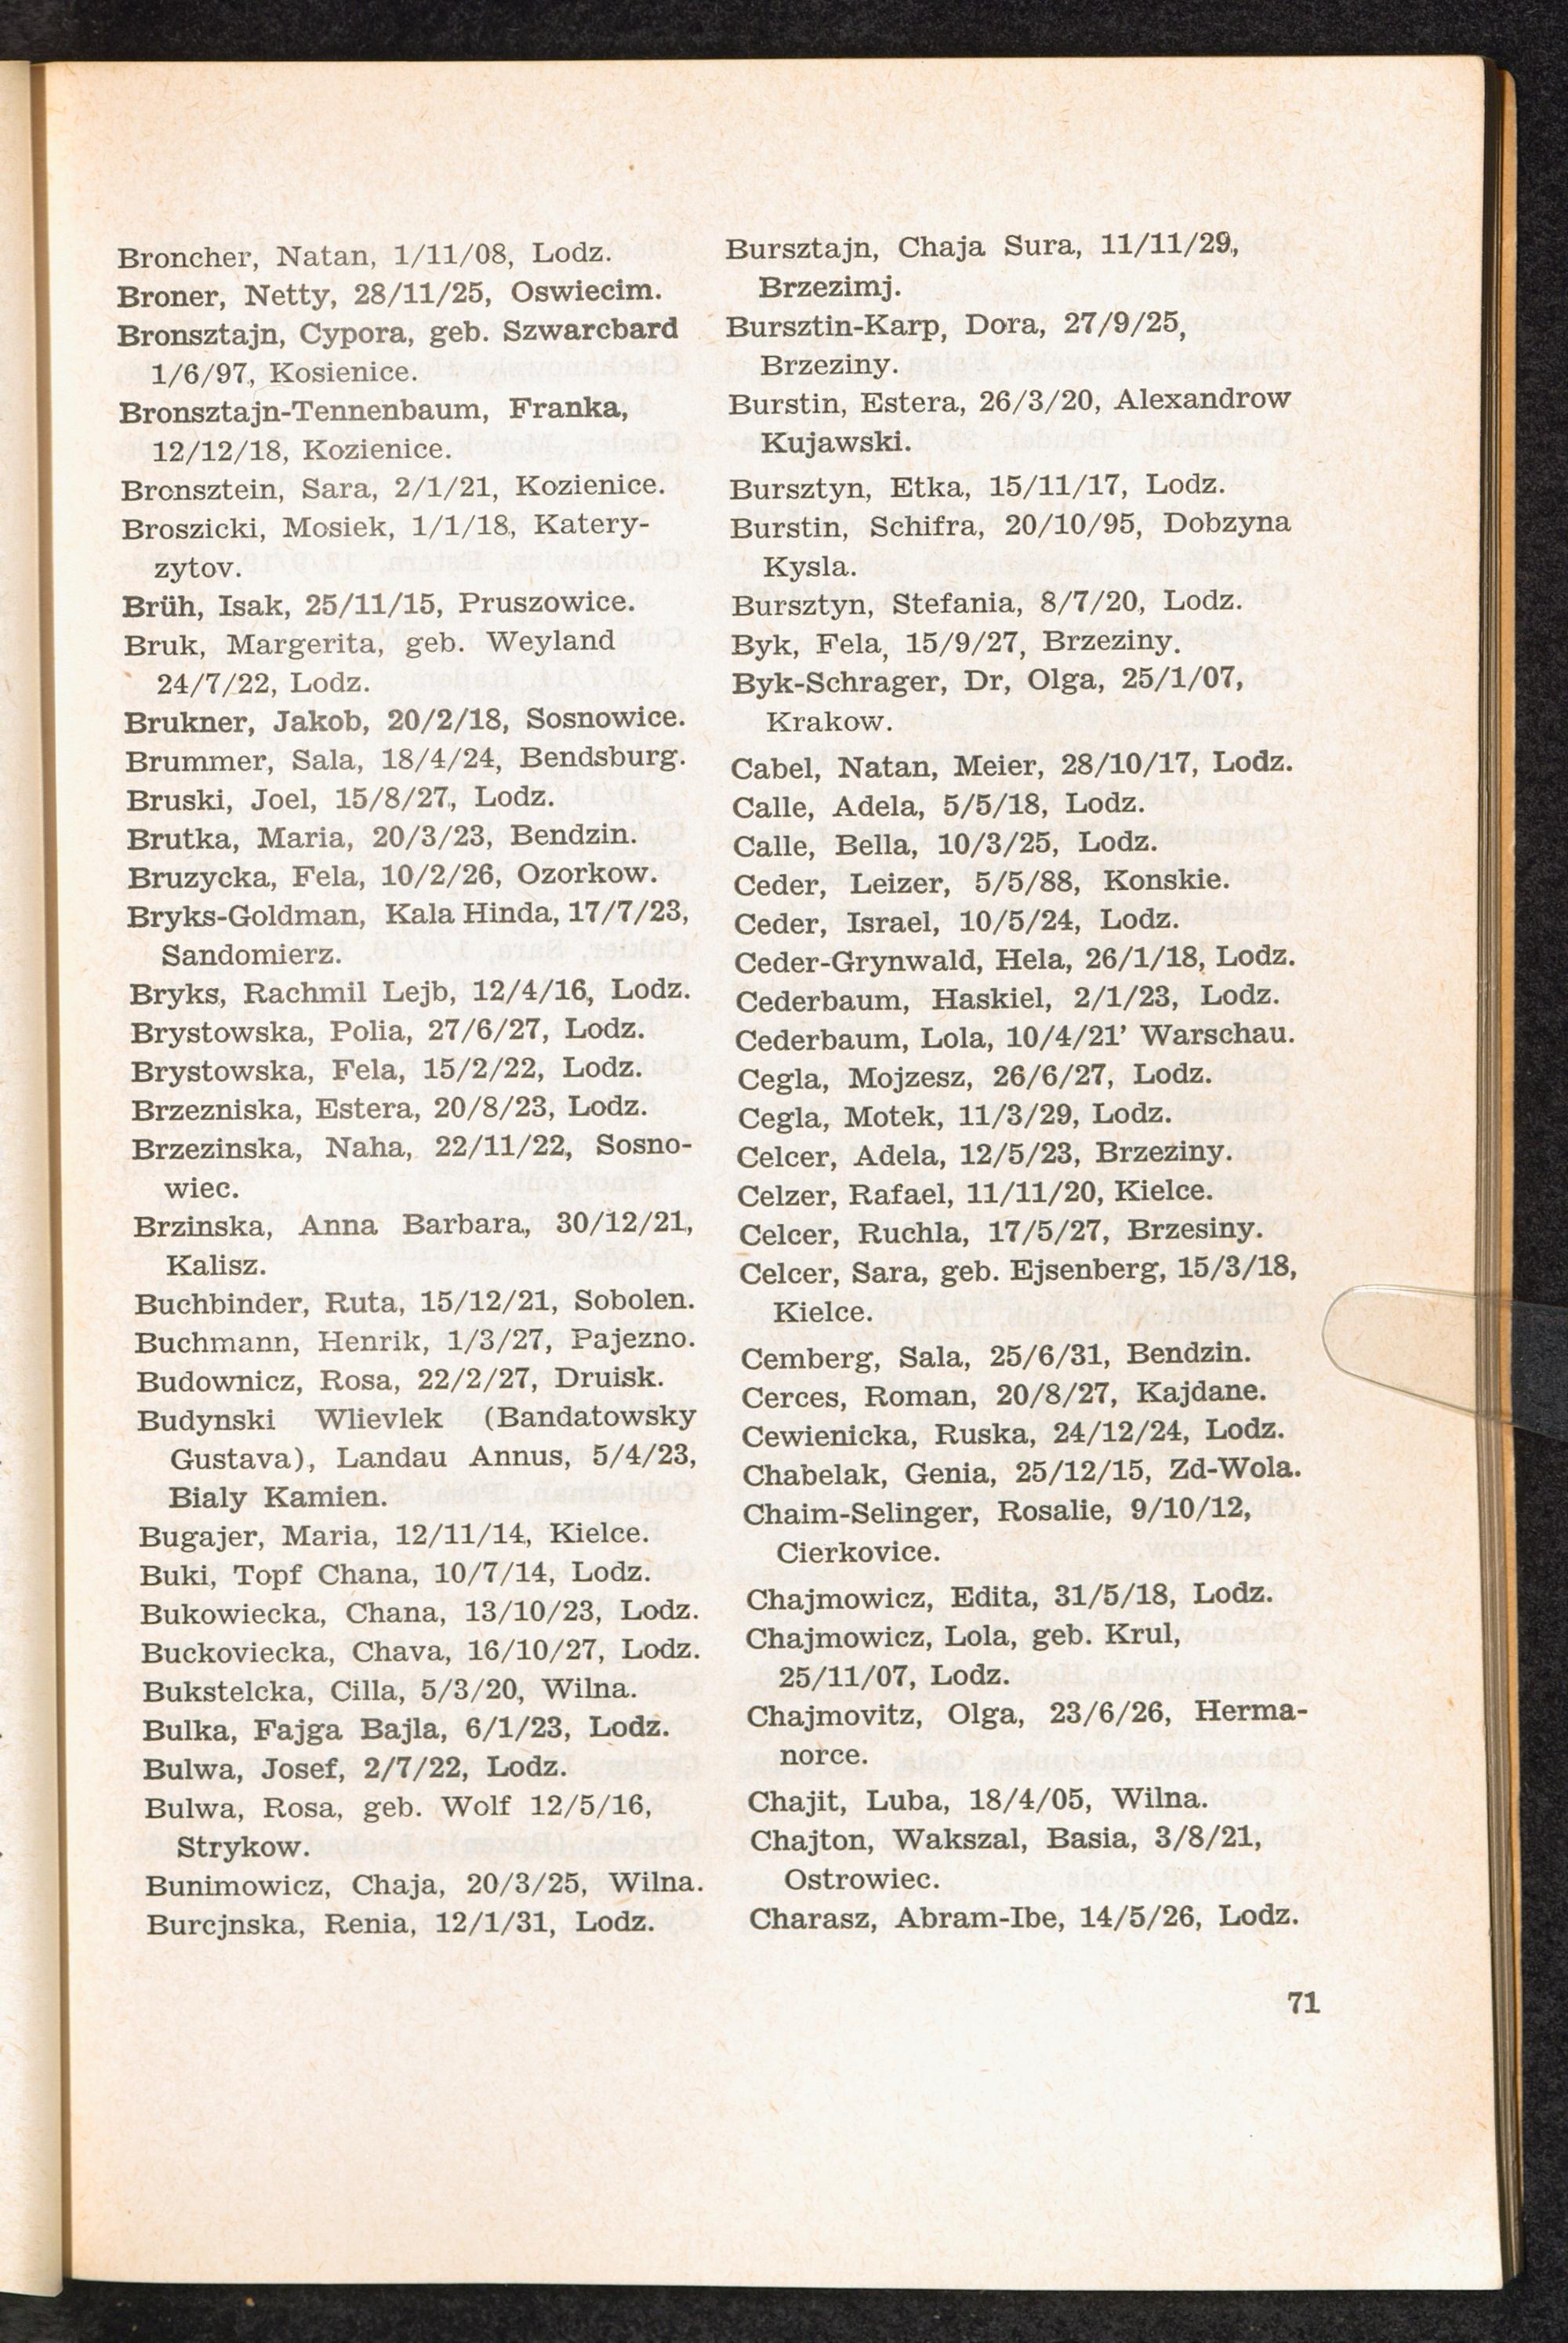 Broncher, Natan, 1/11/08, Lodz.
Broner, Netty, 28/11/25, Oswiecim.
Bronsztajn, Cypora, geb. Szwarcbard
1/6/97, Kosienice.
Bronsztajn-Tennenbaum, Franka,
12/12/18, Kozienice.
Bronsztein, Sara, 2/1/21, Kozienice.
Broszicki, Mosiek, 1/1/18, Katery-
zytov.
Brüh, Isak, 25/11/15, Pruszowice.
Bruk, Margerita, geb. Weyland
24/7/22, Lodz.
Brukner, Jakob, 20/2/18, Sosnowice.
Brummer, Sala, 18/4/24, Bendsburg.
Bruski, Joel, 15/8/27, Lodz.
Brutka, Maria, 20/3/23, Bendzin.
Bruzycka, Fela, 10/2/26, Ozorkow.
Bryks-Goldman, Kala Hinda, 17/7/23,
Sandomierz.
Bryks, Rachmil Lejb, 12/4/16, Lodz.
Brystowska, Polia, 27/6/27, Lodz.
Brystowska, Fela, 15/2/22, Lodz.
Brzezniska, Estera, 20/8/23, Lodz.
Brzezinska, Naha, 22/11/22, Sosno-
wiec.
Brzinska, Anna Barbara, 30/12/21,
Kalisz.
Buchbinder, Ruta, 15/12/21, Sobolen.
Buchmann, Henrik, 1/3/27, Pajezno.
Budownicz, Rosa, 22/2/27, Druisk.
Budynski Wlievlek (Bandatowsky
Gustava), Landau Annus, 5/4/23,
Bialy Kamien.
Bugajer, Maria, 12/11/14, Kielce.
Buki, Topf Chana, 10/7/14, Lodz.
Bukowiecka, Chana, 13/10/23, Lodz.
Buckoviecka, Chava, 16/10/27, Lodz.
Bukstelcka, Cilla, 5/3/20, Wilna.
Bulka, Fajga Bajla, 6/1/23, Lodz.
Bulwa, Josef, 2/7/22, Lodz.
Bulwa, Rosa, geb. Wolf 12/5/16,
Strykow.
Bunimowicz, Chaja, 20/3/25, Wilna.
Burcjnska, Renia, 12/1/31, Lodz.
Bursztajn, Chaja Sura, 11/11/29,
Brzezimj.
Bursztin-Karp, Dora, 27/9/25,
Brzeziny.
Burstin, Estera, 26/3/20, Alexandrow
Kujawski.
Bursztyn, Etka, 15/11/17, Lodz.
Burstin, Schifra, 20/10/95, Dobzyna
Kysla.
Bursztyn, Stefania, 8/7/20, Lodz.
Byk, Fela, 15/9/27, Brzeziny.
Byk-Schrager, Dr, Olga, 25/1/07,
Krakow.
Cabel, Natan, Meier, 28/10/17, Lodz.
Calle, Adela, 5/5/18, Lodz.
Calle, Bella, 10/3/25, Lodz.
Ceder, Leizer, 5/5/88, Konskie.
Ceder, Israel, 10/5/24, Lodz.
Ceder-Grynwald, Hela, 26/1/18, Lodz.
Cederbaum, Haskiel, 2/1/23, Lodz.
Cederbaum, Lola, 10/4/21’ Warschau.
Cegla, Mojzesz, 26/6/27, Lodz.
Cegla, Motek, 11/3/29, Lodz.
Celcer, Adela, 12/5/23, Brzeziny.
Celzer, Rafael, 11/11/20, Kielce.
Celcer, Ruchla, 17/5/27, Brzesiny.
Celcer, Sara, geb. Ejsenberg, 15/3/18,
Kielce.
Cemberg, Sala, 25/6/31, Bendzin.
Cerces, Roman, 20/8/27, Kajdane.
Cewienicka, Ruska, 24/12/24, Lodz.
Chabelak, Genia, 25/12/15, Zd-Wola.
Chaim-Selinger, Rosalie, 9/10/12,
Cierkovice.
Chajmowicz, Edita, 31/5/18, Lodz.
Chajmowicz, Lola, geb. Krul,
25/11/07, Lodz.
Chajmovitz, Olga, 23/6/26, Herma-
norce.
Chajit, Luba, 18/4/05, Wilna.
Chajton, Wakszal, Basia, 3/8/21,
Ostrowiec.
Charasz, Abram-Ibe, 14/5/26, Lodz.
71